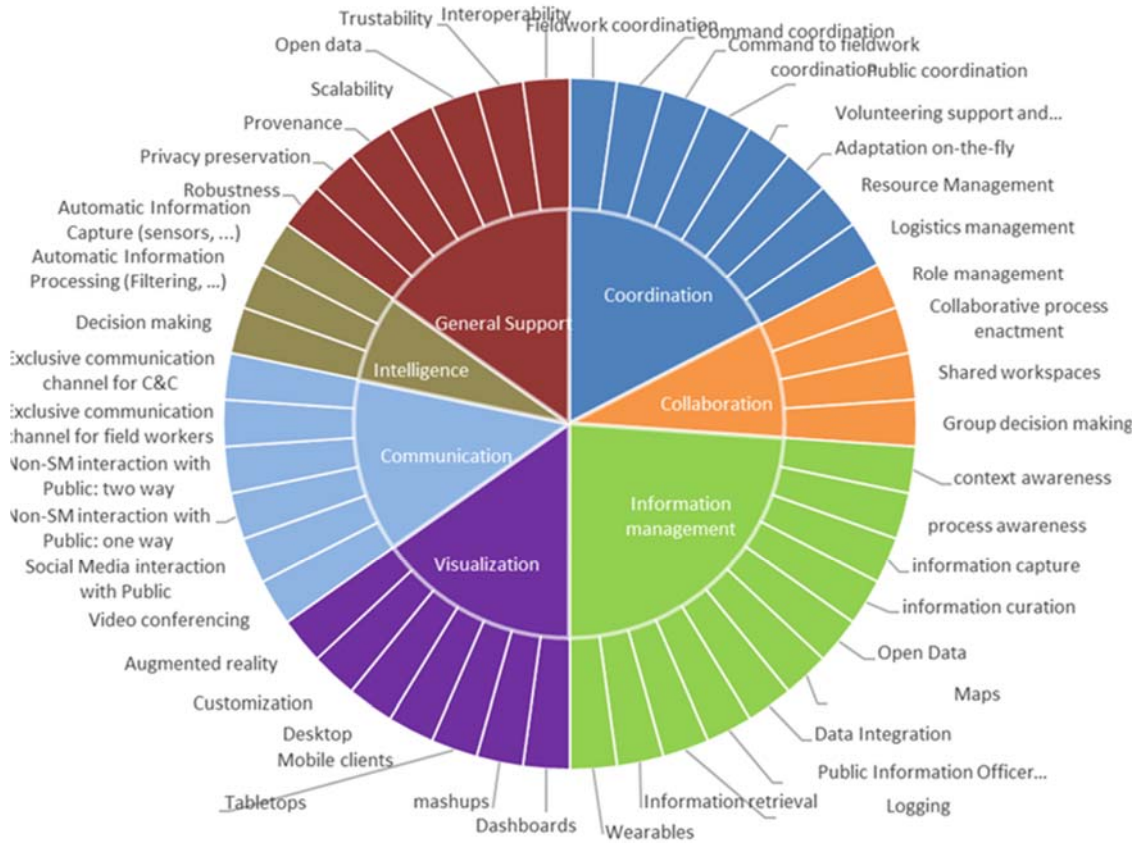 Interoperability
Trustability
Open data
Scalability
Provenance
Privacy preservation
Robustness
Automatic Information
Capture (sensors, ...)
Automatic Information
Processing (Filtering, ...)
Decision making
Exclusive communication
channel for C&C
Exclusive communication
channel for field workers
Non-SM interaction with
Public: two way
Non-SM interaction with
Public: one way
Social Media interaction
with Public
Video conferencing
Augmented reality
Customization
Desktop
Mobile clients
Tabletops
mashups
Dashboards
Fieldwork coordination
Command coordination
Command to fieldwork
coordination
Public coordination
Volunteering support and...
Adaptation on-the-fly
Resource Management
Logistics management
Role management
Collaborative process
enactment
Shared workspaces
Group decision making
context awareness
process awareness
information capture
information curation
Open Data
Maps
Data Integration
Public Information Officer...
Logging
Information retrieval
Wearables
General Support
Coordination
Intelligence
Collaboration
Communication
Information
management
Visualization